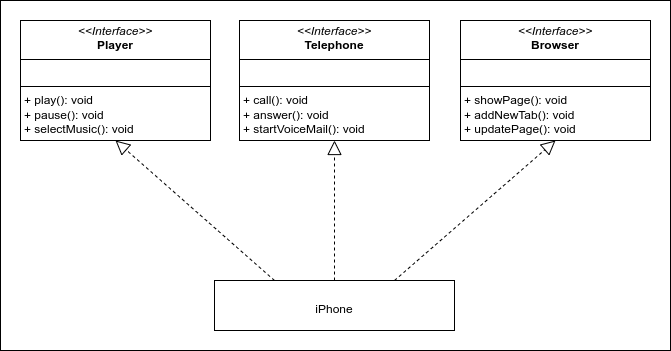 <<Interface>>
Player
+ play(): void
+ pause(): void
+ selectMusic(): void
<<Interface>>
Telephone
+ call(): void
+ answer(): void
+ startVoiceMail(): void
<<Interface>>
Browser
+ showPage(): void
+ addNewTab(): void
+ updatePage(): void
iPhone